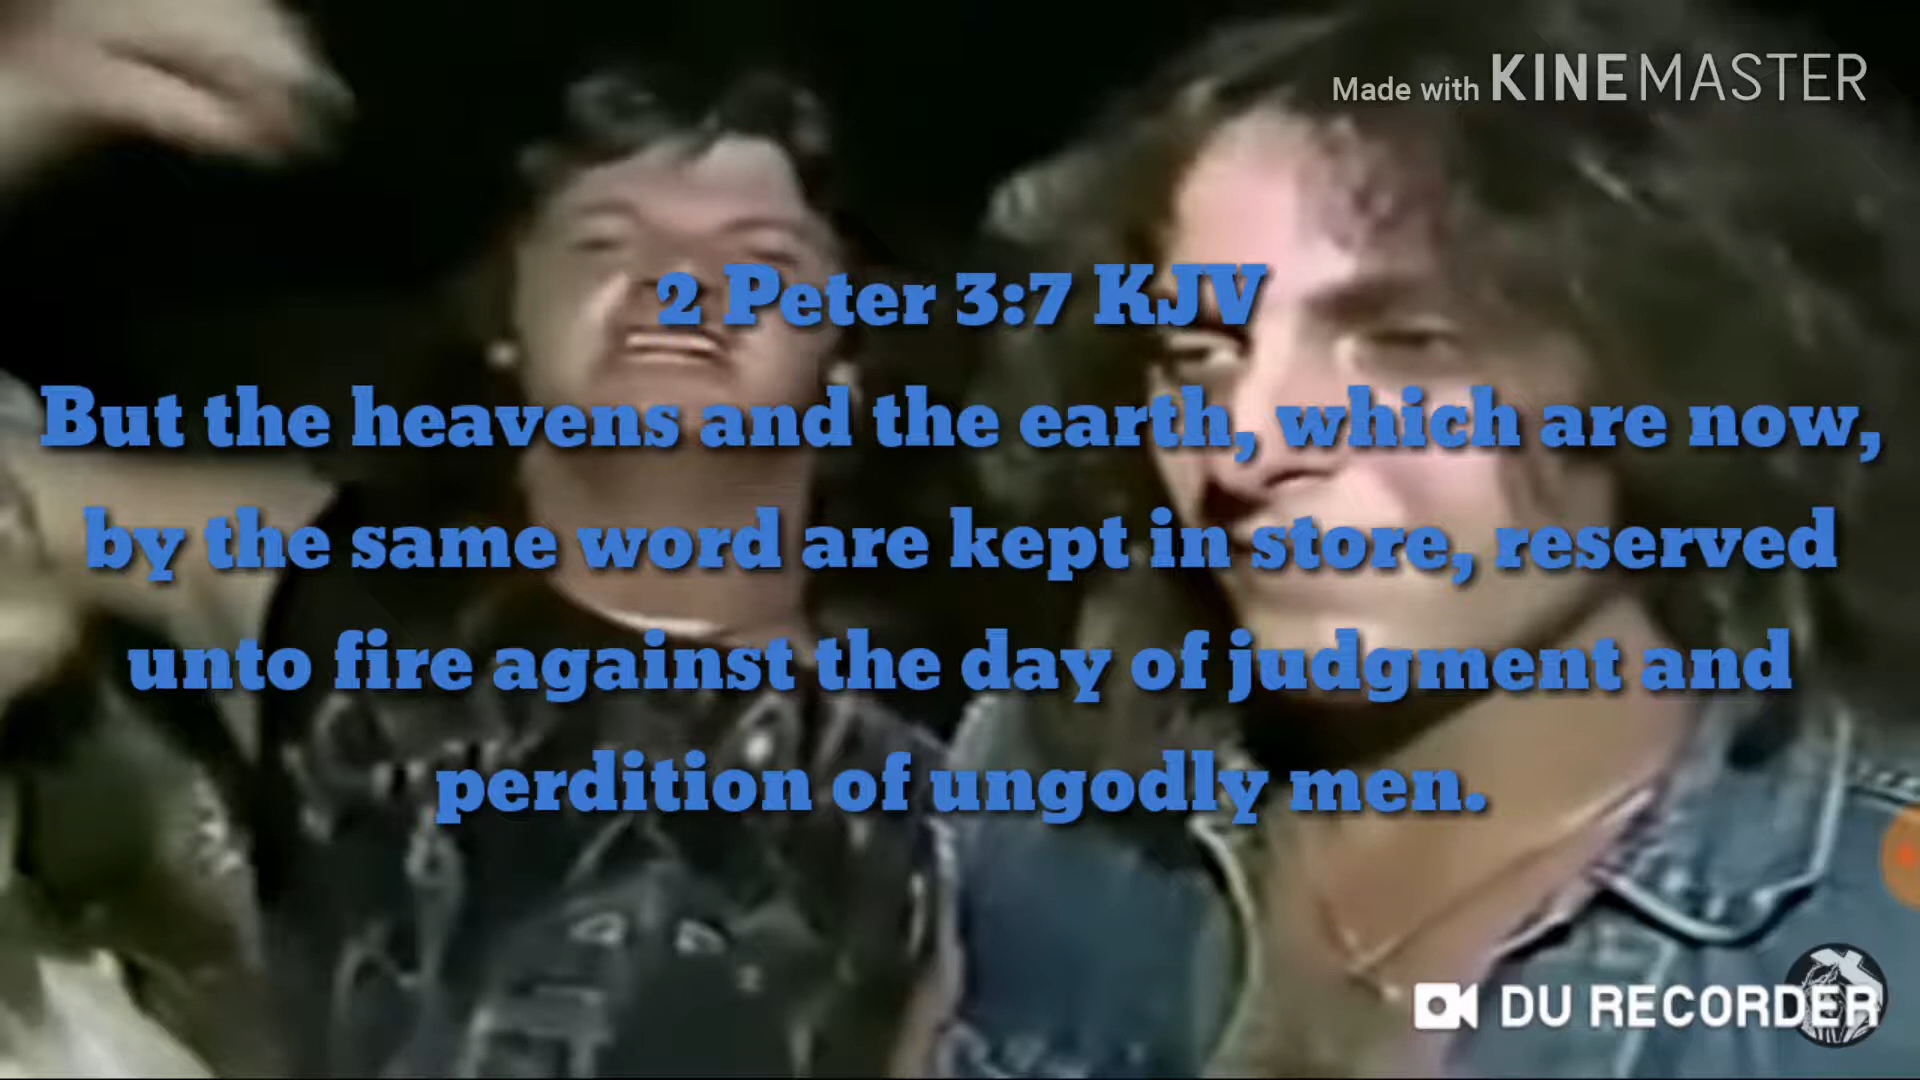 Made with KINEMASTER
2 Peter 3:7 KJV
But the heavens and the earth, which are now,
by the same word are kept in store, reserved
unto fire against the day of judgment and
perdition of ungodly men.
DU RECORDER